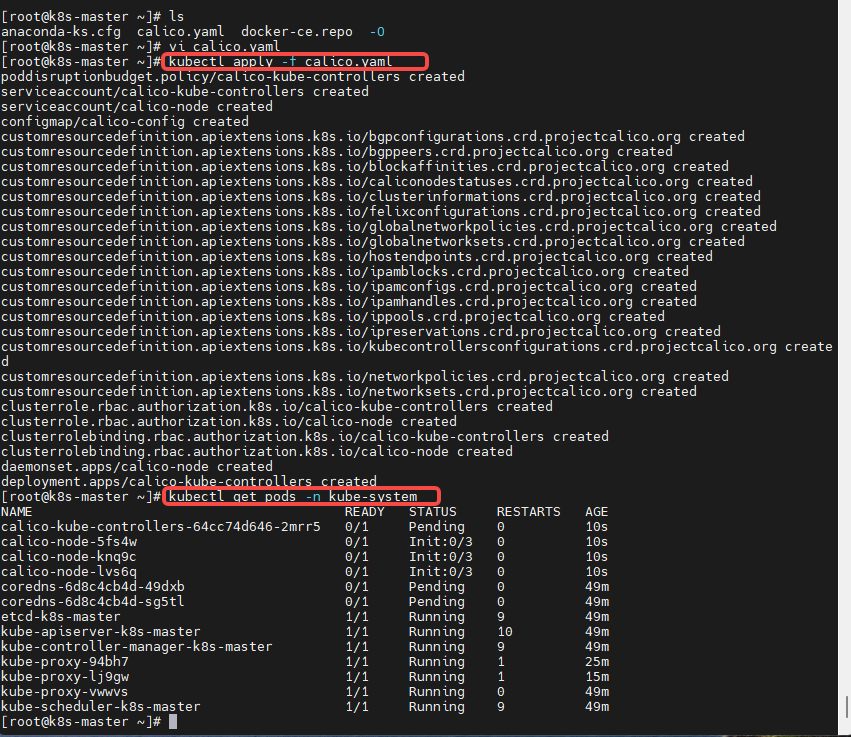 [root@k8s-master ~]# ls
anaconda-ks.cfg  calico.yaml  docker-ce.repo  -O
[root@k8s-master ~]# vi calico.yaml
[root@k8s-master ~]# kubectl apply -f calico.yaml
poddisruptionbudget.policy/calico-kube-controllers created
serviceaccount/calico-kube-controllers created
serviceaccount/calico-node created
configmap/calico-config created
customresourcedefinition.apiextensions.k8s.io/bgpconfigurations.crd.projectcalico.org created
customresourcedefinition.apiextensions.k8s.io/bgppeers.crd.projectcalico.org created
customresourcedefinition.apiextensions.k8s.io/blockaffinities.crd.projectcalico.org created
customresourcedefinition.apiextensions.k8s.io/caliconodestatuses.crd.projectcalico.org created
customresourcedefinition.apiextensions.k8s.io/clusterinformations.crd.projectcalico.org created
customresourcedefinition.apiextensions.k8s.io/felixconfigurations.crd.projectcalico.org created
customresourcedefinition.apiextensions.k8s.io/globalnetworkpolicies.crd.projectcalico.org created
customresourcedefinition.apiextensions.k8s.io/globalnetworksets.crd.projectcalico.org created
customresourcedefinition.apiextensions.k8s.io/hostendpoints.crd.projectcalico.org created
customresourcedefinition.apiextensions.k8s.io/ipamblocks.crd.projectcalico.org created
customresourcedefinition.apiextensions.k8s.io/ipamconfigs.crd.projectcalico.org created
customresourcedefinition.apiextensions.k8s.io/ipamhandles.crd.projectcalico.org created
customresourcedefinition.apiextensions.k8s.io/ippools.crd.projectcalico.org created
customresourcedefinition.apiextensions.k8s.io/ipreservations.crd.projectcalico.org created
customresourcedefinition.apiextensions.k8s.io/kubecontrollersconfigurations.crd.projectcalico.org create
d
customresourcedefinition.apiextensions.k8s.io/networkpolicies.crd.projectcalico.org created
customresourcedefinition.apiextensions.k8s.io/networksets.crd.projectcalico.org created
clusterrole.rbac.authorization.k8s.io/calico-kube-controllers created
clusterrole.rbac.authorization.k8s.io/calico-node created
clusterrolebinding.rbac.authorization.k8s.io/calico-kube-controllers created
clusterrolebinding.rbac.authorization.k8s.io/calico-node created
daemonset.apps/calico-node created
deployment.apps/calico-kube-controllers created
[root@k8s-master ~]# kubectl get pods -n kube-system
NAME                                       READY   STATUS     RESTARTS   AGE
calico-kube-controllers-64cc74d646-2mrr5   0/1     Pending    0          10s
calico-node-5fs4w                          0/1     Init:0/3   0          10s
calico-node-knq9c                          0/1     Init:0/3   0          10s
calico-node-lvs6q                          0/1     Init:0/3   0          10s
coredns-6d8c4cb4d-49dxb                    0/1     Pending    0          49m
coredns-6d8c4cb4d-sg5tl                    0/1     Pending    0          49m
etcd-k8s-master                            1/1     Running    9          49m
kube-apiserver-k8s-master                  1/1     Running    10         49m
kube-controller-manager-k8s-master         1/1     Running    9          49m
kube-proxy-94bh7                           1/1     Running    1          25m
kube-proxy-lj9gw                           1/1     Running    1          15m
kube-proxy-vwwvs                           1/1     Running    0          49m
kube-scheduler-k8s-master                  1/1     Running    9          49m
[root@k8s-master ~]#